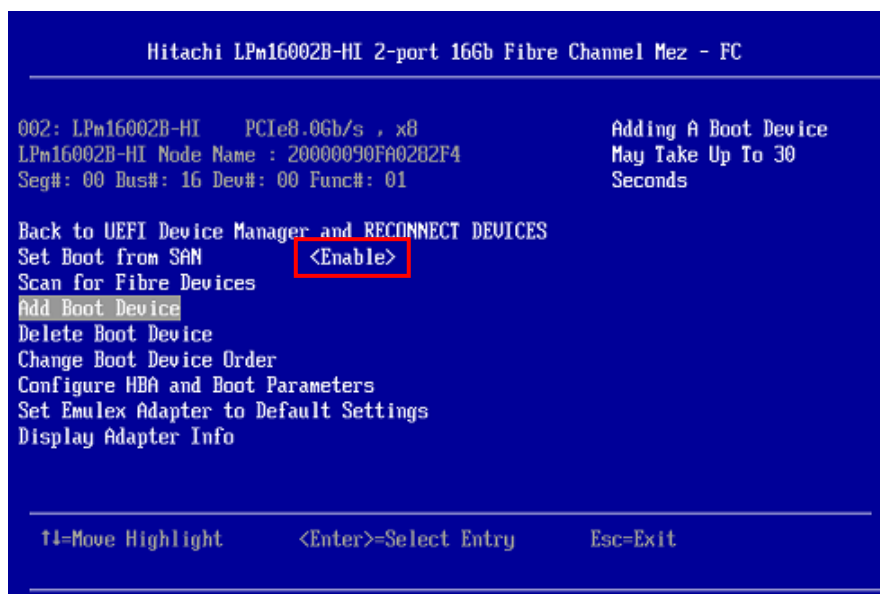 Hitachi LPm16002B-HI 2-port 16Gb Fibre Channel Mez - FC
002: LPm16002B-HI PCIe8.0Gb/s , x8
Adding A Boot Device
LPm16002B-HI Node Name : 20000090FA0282F4
May Take Up To 30
Seg#: 00 Bus#: 16 Dev#: 00 Func#: 01
Seconds
Back to UEFI Device Manager and RECONNECT DEVICES
Set Boot from SAN <Enable>
Scan for Fibre Devices
Add Boot Device
Delete Boot Device
Change Boot Device Order
Configure HBA and Boot Parameters
Set Emulex Adapter to Default Settings
Display Adapter Info
↑↓=Move Highlight <Enter>=Select Entry Esc=Exit